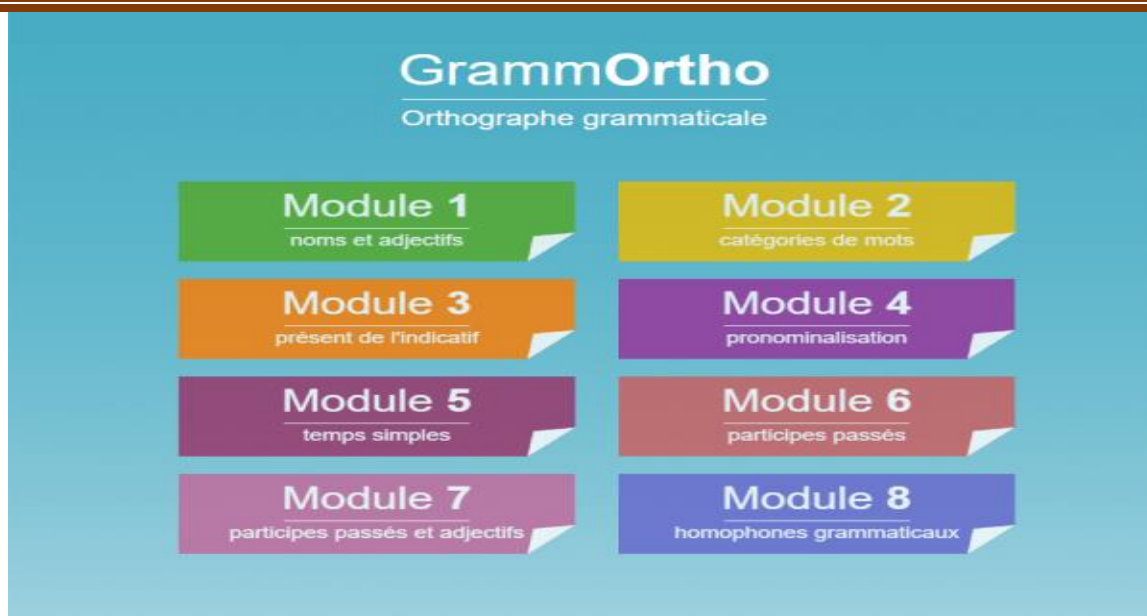 GrammOrtho
Orthographe grammaticale
Module 1
noms et adjectifs
Module 2
catégories de mots
Module 3
présent de l'indicatif
Module 4
pronominalisation
Module 5
temps simples
Module 6
participes passés
Module 7
participes passés et adjectifs
Module 8
homophones grammaticaux